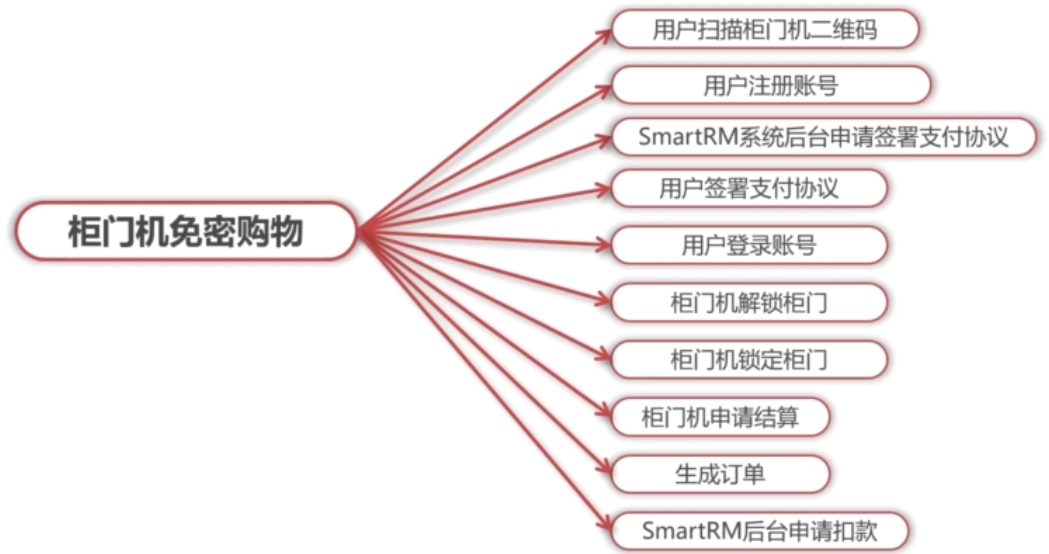 用户扫描柜门机二维码
用户注册账号
SmartRM系统后台申请签署支付协议
用户签署支付协议
柜门机免密购物
用户登录账号
柜门机解锁柜门
柜门机锁定柜门
柜门机申请结算
生成订单
SmartRM后台申请扣款